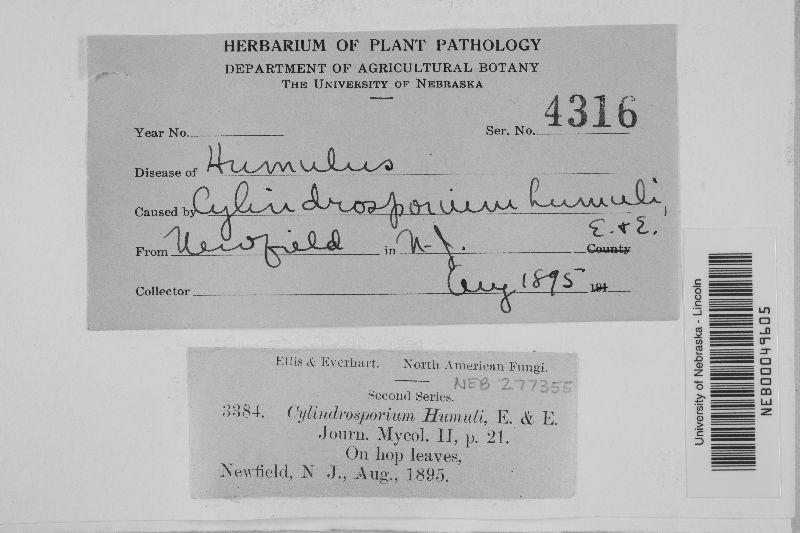 HERBARIUM OF PLANT PATHOLOGY
DEPARTMENT OF AGRICULTURAL BOTANY
THE UNIVERSITY OF NEBRASKA
Year No. Ser. No. 4316
Disease of Humulus
Caused by Cylindrosporium humuli,
E. & E.
From Newfield in N.J. County
Collector Aug 1895 191
Ellis & Everhart. North American Fungi.
NEB 277355
Second Series.
3384. Cylindrosporium Humuli, E. & E.
Journ. Mycol. II, p. 21.
On hop leaves,
Newfield, N J., Aug., 1895.
University of Nebraska - Lincoln
NEB00049605